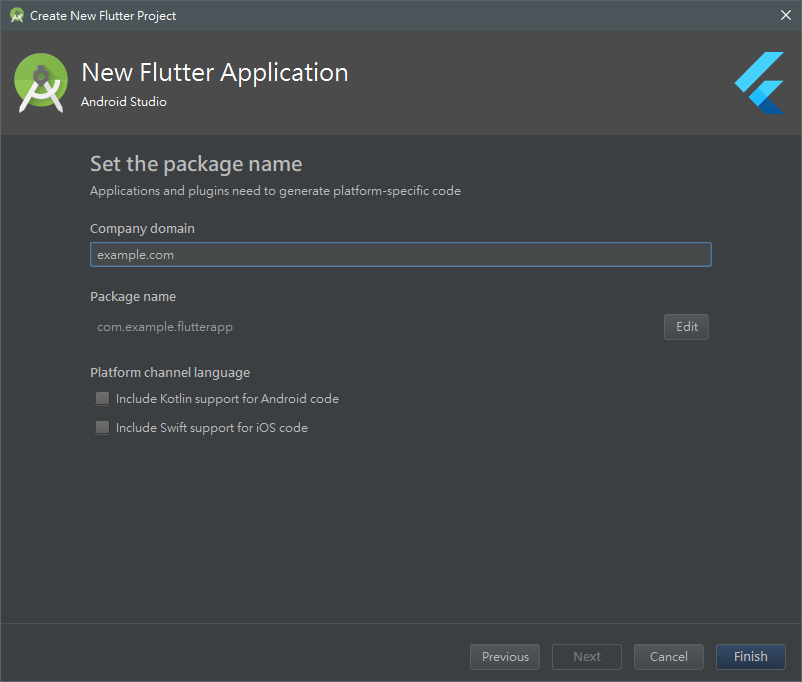 Create New Flutter Project
New Flutter Application
Android Studio
Set the package name
Applications and plugins need to generate platform-specific code
Company domain
example.com
Package name
com.example.flutterapp
Edit
Platform channel language
Include Kotlin support for Android code
Include Swift support for iOS code
Previous
Next
Cancel
Finish